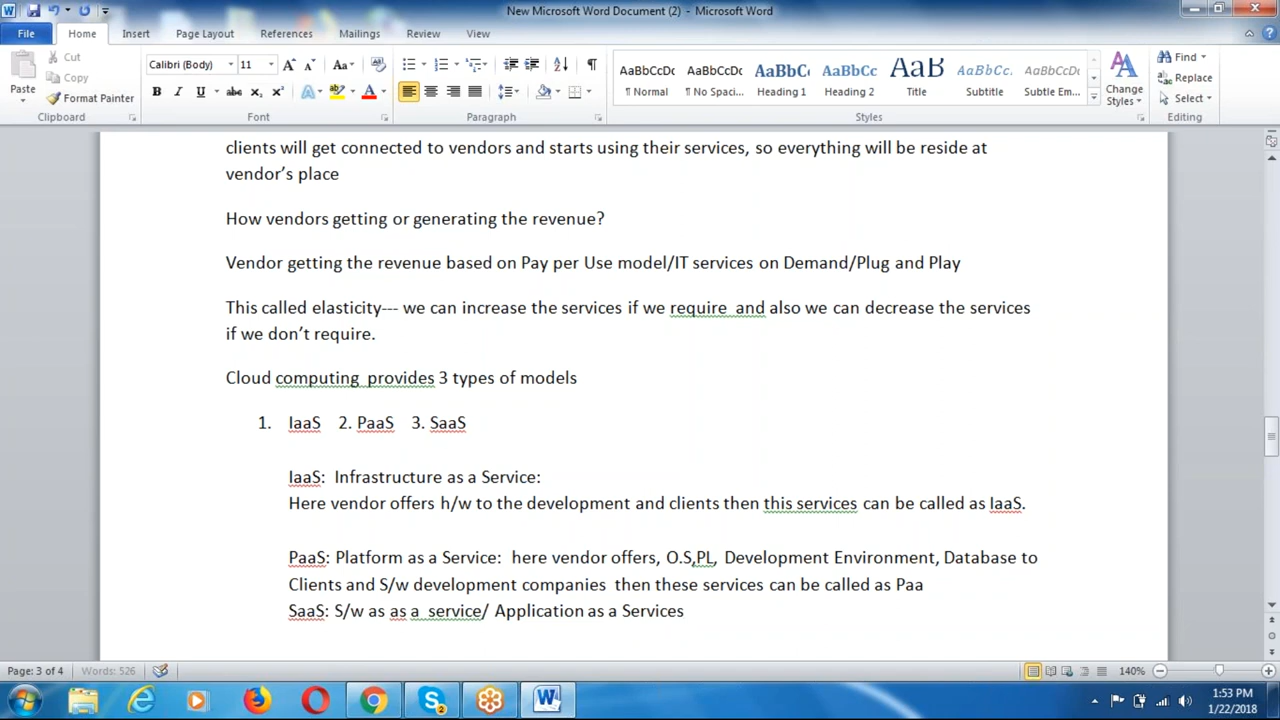 New Microsoft Word Document (2) - Microsoft Word
File Home Insert Page Layout References Mailings Review View
Paste
Cut
Copy
Format Painter
Clipboard
Calibri (Body) 11
Font
Paragraph
AaBbCcDc AaBbCcDc AaBbC AaBbCc AaB AaBbCcL AaBbCcDc
¶ Normal ¶ No Spaci... Heading 1 Heading 2 Title Subtitle Subtle Em...
Styles
Change
Styles
Find
Replace
Select
Editing
clients will get connected to vendors and starts using their services, so everything will be reside at
vendor’s place
How vendors getting or generating the revenue?
Vendor getting the revenue based on Pay per Use model/IT services on Demand/Plug and Play
This called elasticity--- we can increase the services if we require and also we can decrease the services
if we don’t require.
Cloud computing provides 3 types of models
1. IaaS 2. PaaS 3. SaaS
IaaS: Infrastructure as a Service:
Here vendor offers h/w to the development and clients then this services can be called as IaaS.
PaaS: Platform as a Service: here vendor offers, O.S,PL, Development Environment, Database to
Clients and S/w development companies then these services can be called as Paa
SaaS: S/w as as a service/ Application as a Services
Page: 3 of 4 Words: 526 140%
1:53 PM
1/22/2018